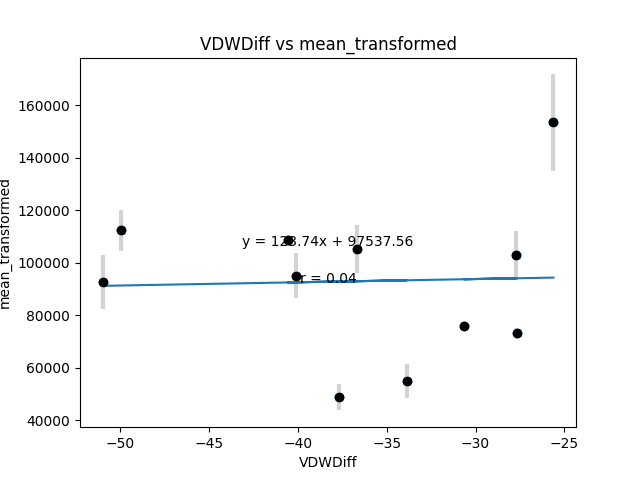 VDWDiff vs mean_transformed
mean_transformed
160000
140000
120000
100000
80000
60000
40000
y = 123.74x + 97537.56
r = 0.04
−50
−45
−40
−35
−30
−25
VDWDiff